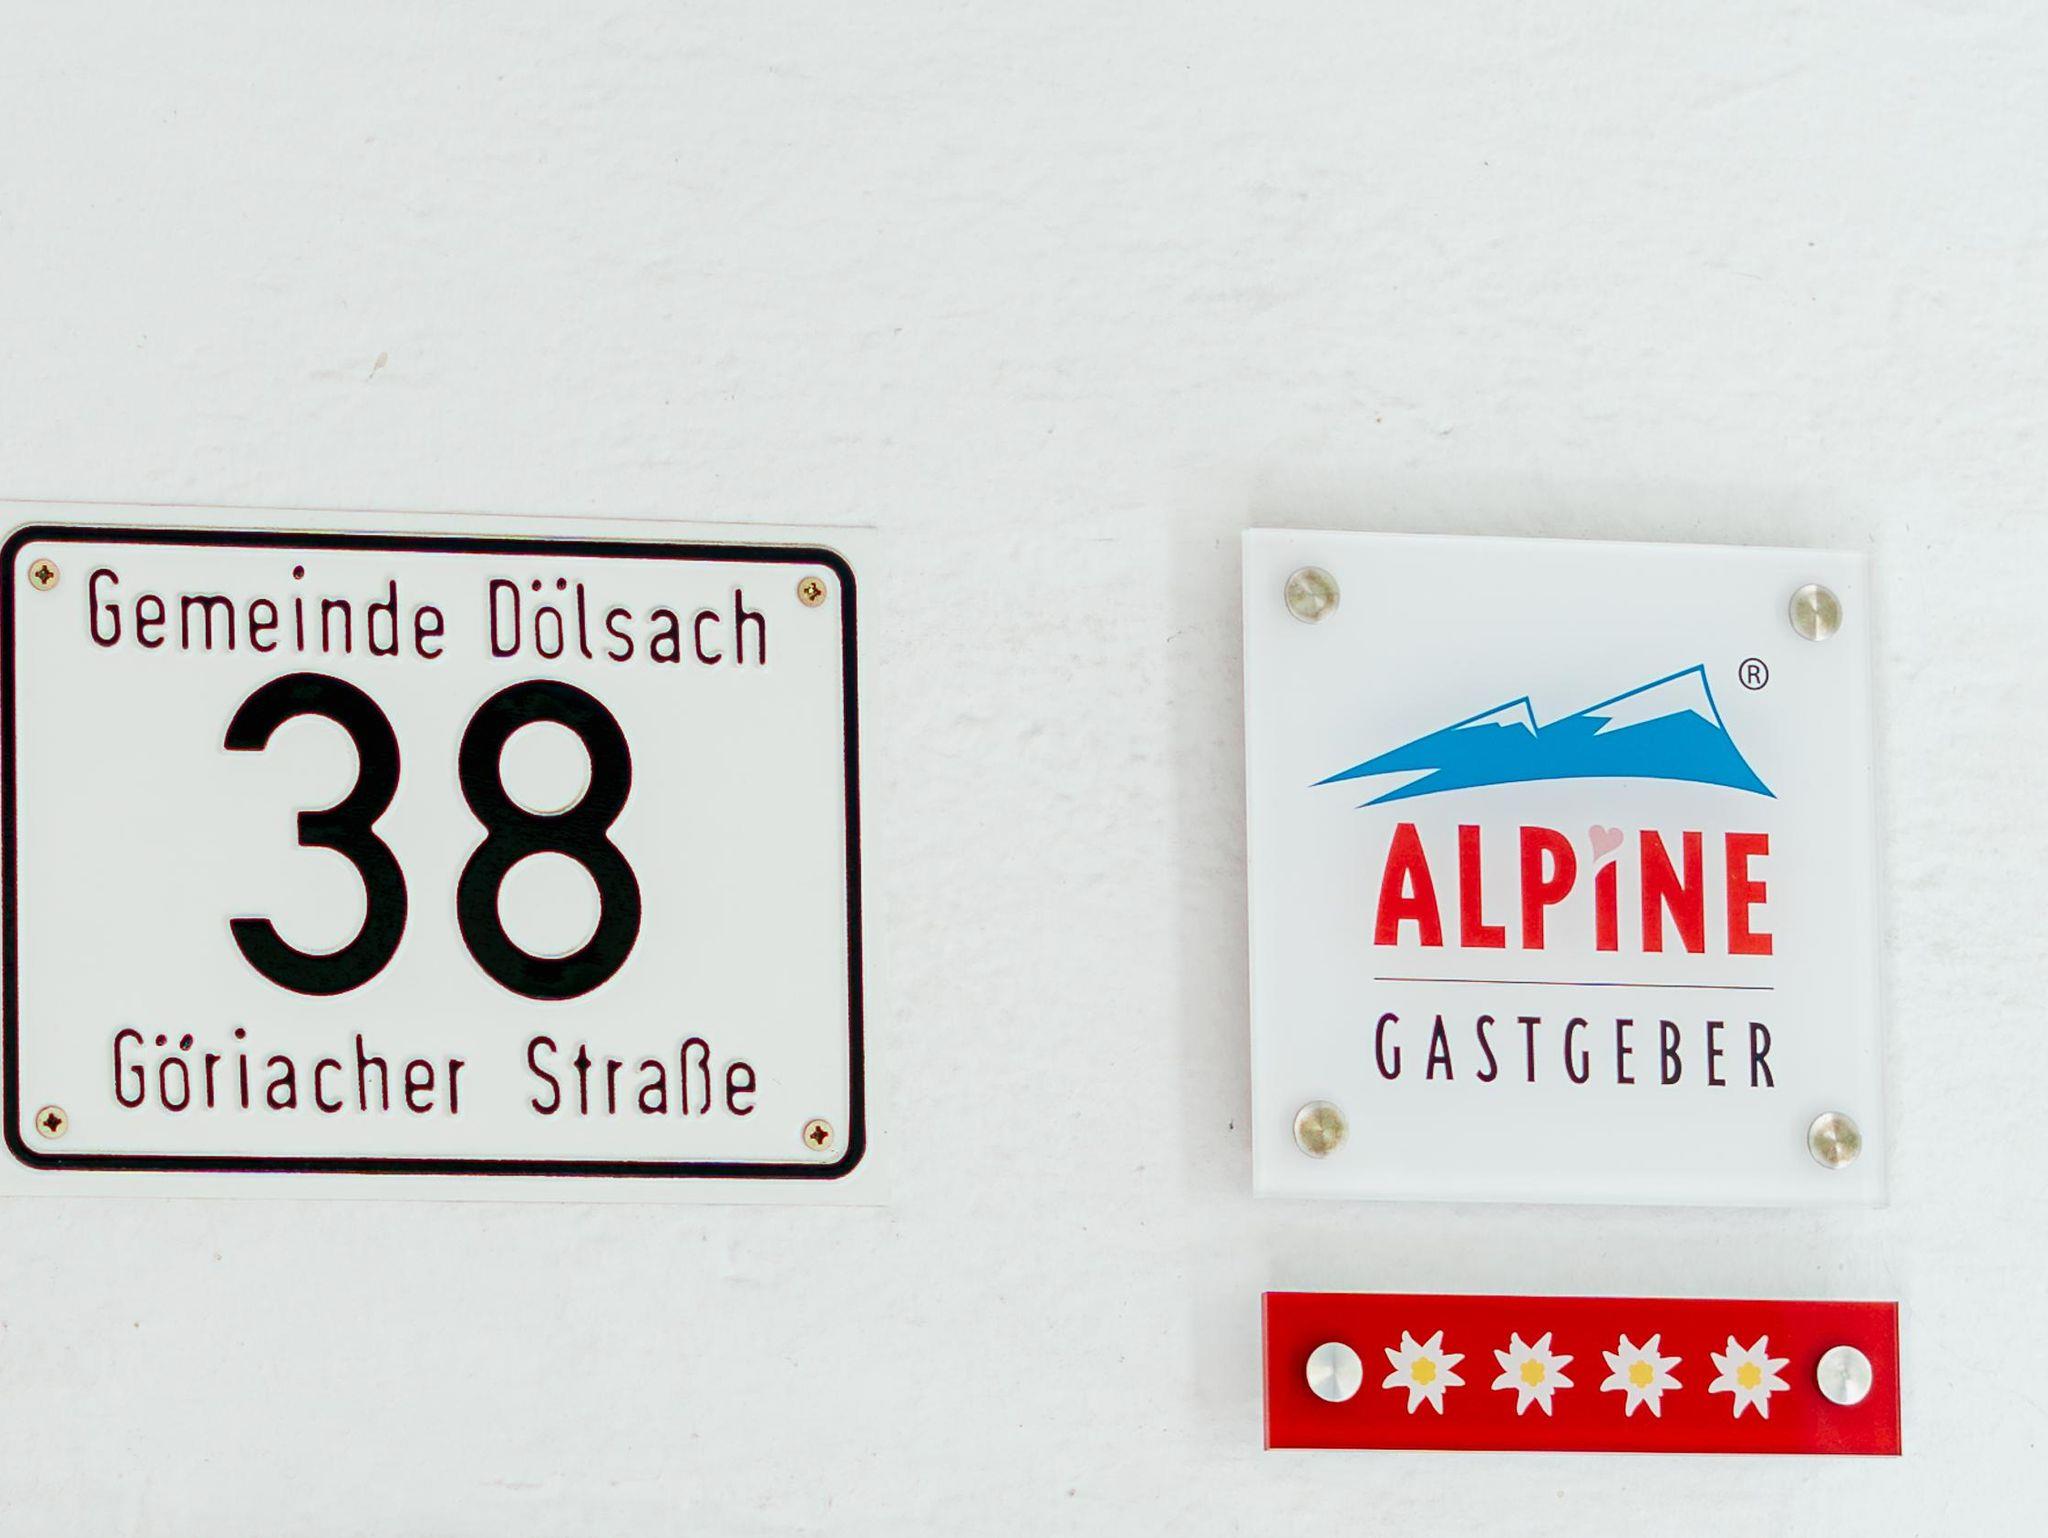 Gemeinde Dölsach
38
Göriacher Straße
®
ALPiNE
GASTGEBER